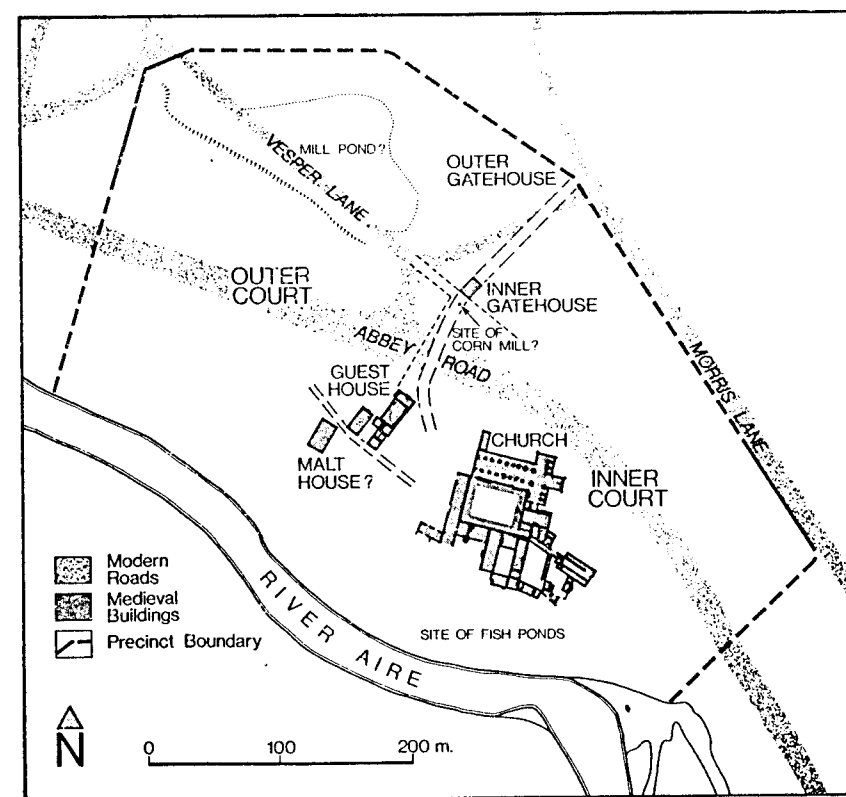 MILL POND?
VESPER LANE
OUTER
GATEHOUSE
OUTER
COURT
INNER
GATEHOUSE
SITE OF
CORN MILL?
ABBEY ROAD
GUEST
HOUSE
MORRIS LANE
MALT
HOUSE?
CHURCH
INNER
COURT
Modern
Roads
Medieval
Buildings
Precinct Boundary
RIVER AIRE
SITE OF FISH PONDS
N
0 100 200 m.